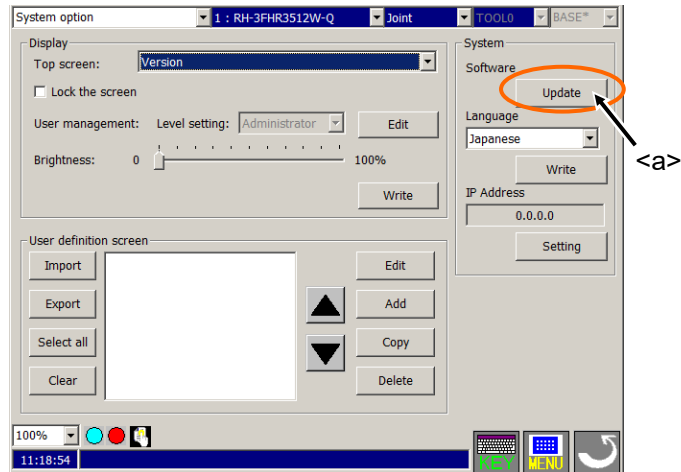 System option 1 : RH-3FHR3512W-Q Joint TOOL0 BASE*
Display
Top screen: Version
Lock the screen
User management: Level setting: Administrator Edit
Brightness: 0 100%
Write
System
Software
Update
<a>
Language
Japanese
Write
IP Address
0.0.0.0
Setting
User definition screen
Import Edit
Export Add
Select all Copy
Clear Delete
100%
11:18:54
KEY MENU